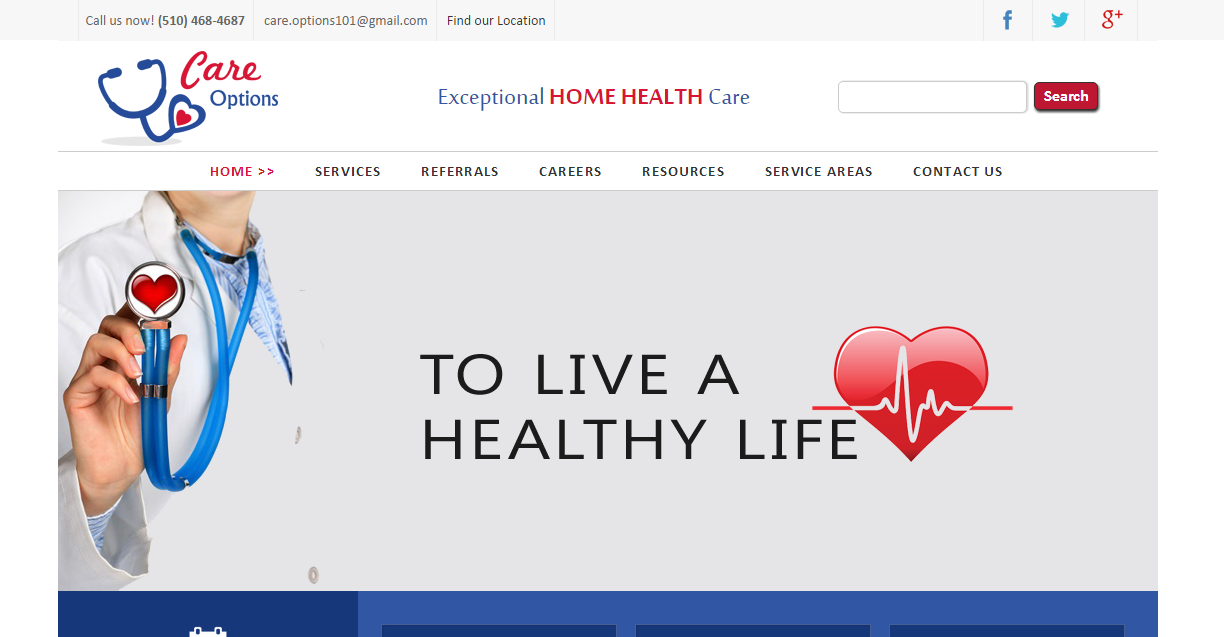 Call us now! (510) 468-4687
care.options101@gmail.com
Find our Location
f
g+
Care
Options
Exceptional HOME HEALTH Care
Search
HOME >>
SERVICES
REFERRALS
CAREERS
RESOURCES
SERVICE AREAS
CONTACT US
TO LIVE A
HEALTHY LIFE